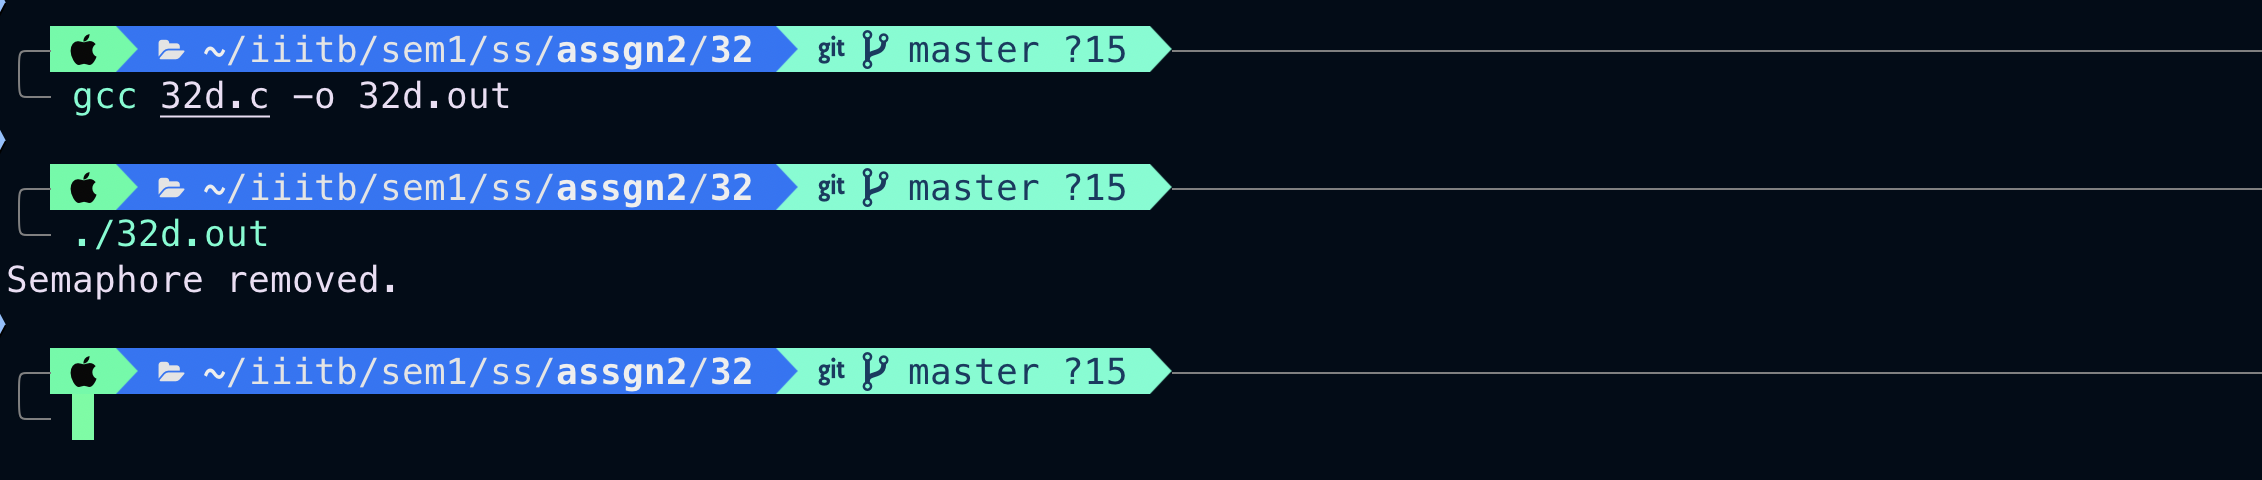 ~/iiitb/sem1/ss/assgn2/32 git master ?15
gcc 32d.c -o 32d.out
~/iiitb/sem1/ss/assgn2/32 git master ?15
./32d.out
Semaphore removed.
~/iiitb/sem1/ss/assgn2/32 git master ?15